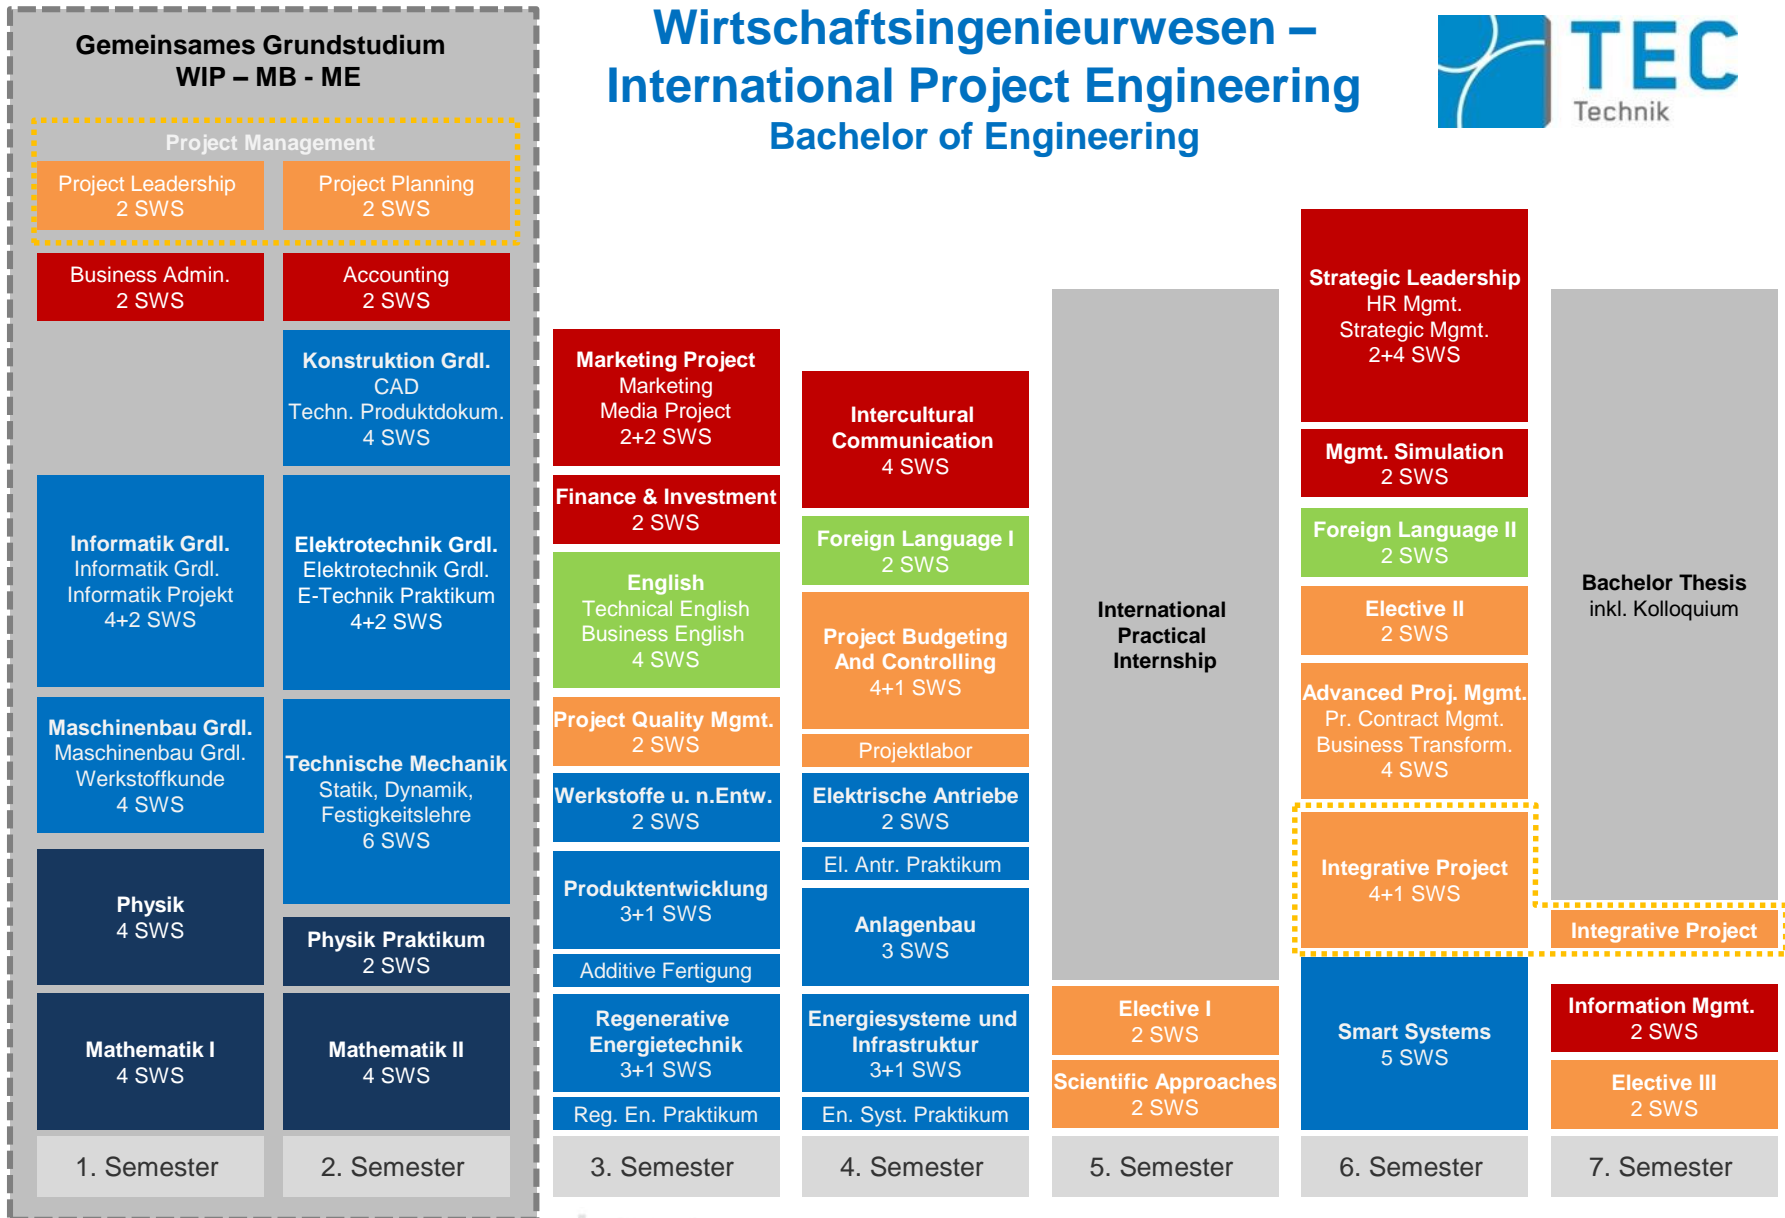 Gemeinsames Grundstudium
WIP – MB - ME
Wirtschaftsingenieurwesen –
International Project Engineering
Bachelor of Engineering
TEC
Technik
Project Management
Project Leadership
2 SWS
Business Admin.
2 SWS
Informatik Grdl.
Informatik Grdl.
Informatik Projekt
4+2 SWS
Maschinenbau Grdl.
Maschinenbau Grdl.
Werkstoffkunde
4 SWS
Physik
4 SWS
Mathematik I
4 SWS
1. Semester
Project Planning
2 SWS
Accounting
2 SWS
Konstruktion Grdl.
CAD
Techn. Produktdokum.
4 SWS
Elektrotechnik Grdl.
Elektrotechnik Grdl.
E-Technik Praktikum
4+2 SWS
Technische Mechanik
Statik, Dynamik,
Festigkeitslehre
6 SWS
Physik Praktikum
2 SWS
Mathematik II
4 SWS
2. Semester
Marketing Project
Marketing
Media Project
2+2 SWS
Finance & Investment
2 SWS
English
Technical English
Business English
4 SWS
Project Quality Mgmt.
2 SWS
Werkstoffe u. n.Entw.
2 SWS
Produktentwicklung
3+1 SWS
Additive Fertigung
Regenerative
Energietechnik
3+1 SWS
Reg. En. Praktikum
3. Semester
Intercultural
Communication
4 SWS
Foreign Language I
2 SWS
Project Budgeting
And Controlling
4+1 SWS
Projektlabor
Elektrische Antriebe
2 SWS
El. Antr. Praktikum
Anlagenbau
3 SWS
Energiesysteme und
Infrastruktur
3+1 SWS
En. Syst. Praktikum
4. Semester
International
Practical
Internship
Elective I
2 SWS
Scientific Approaches
2 SWS
5. Semester
Strategic Leadership
HR Mgmt.
Strategic Mgmt.
2+4 SWS
Mgmt. Simulation
2 SWS
Foreign Language II
2 SWS
Elective II
2 SWS
Advanced Proj. Mgmt.
Pr. Contract Mgmt.
Business Transform.
4 SWS
Integrative Project
4+1 SWS
Smart Systems
5 SWS
6. Semester
Bachelor Thesis
inkl. Kolloquium
Integrative Project
Information Mgmt.
2 SWS
Elective III
2 SWS
7. Semester